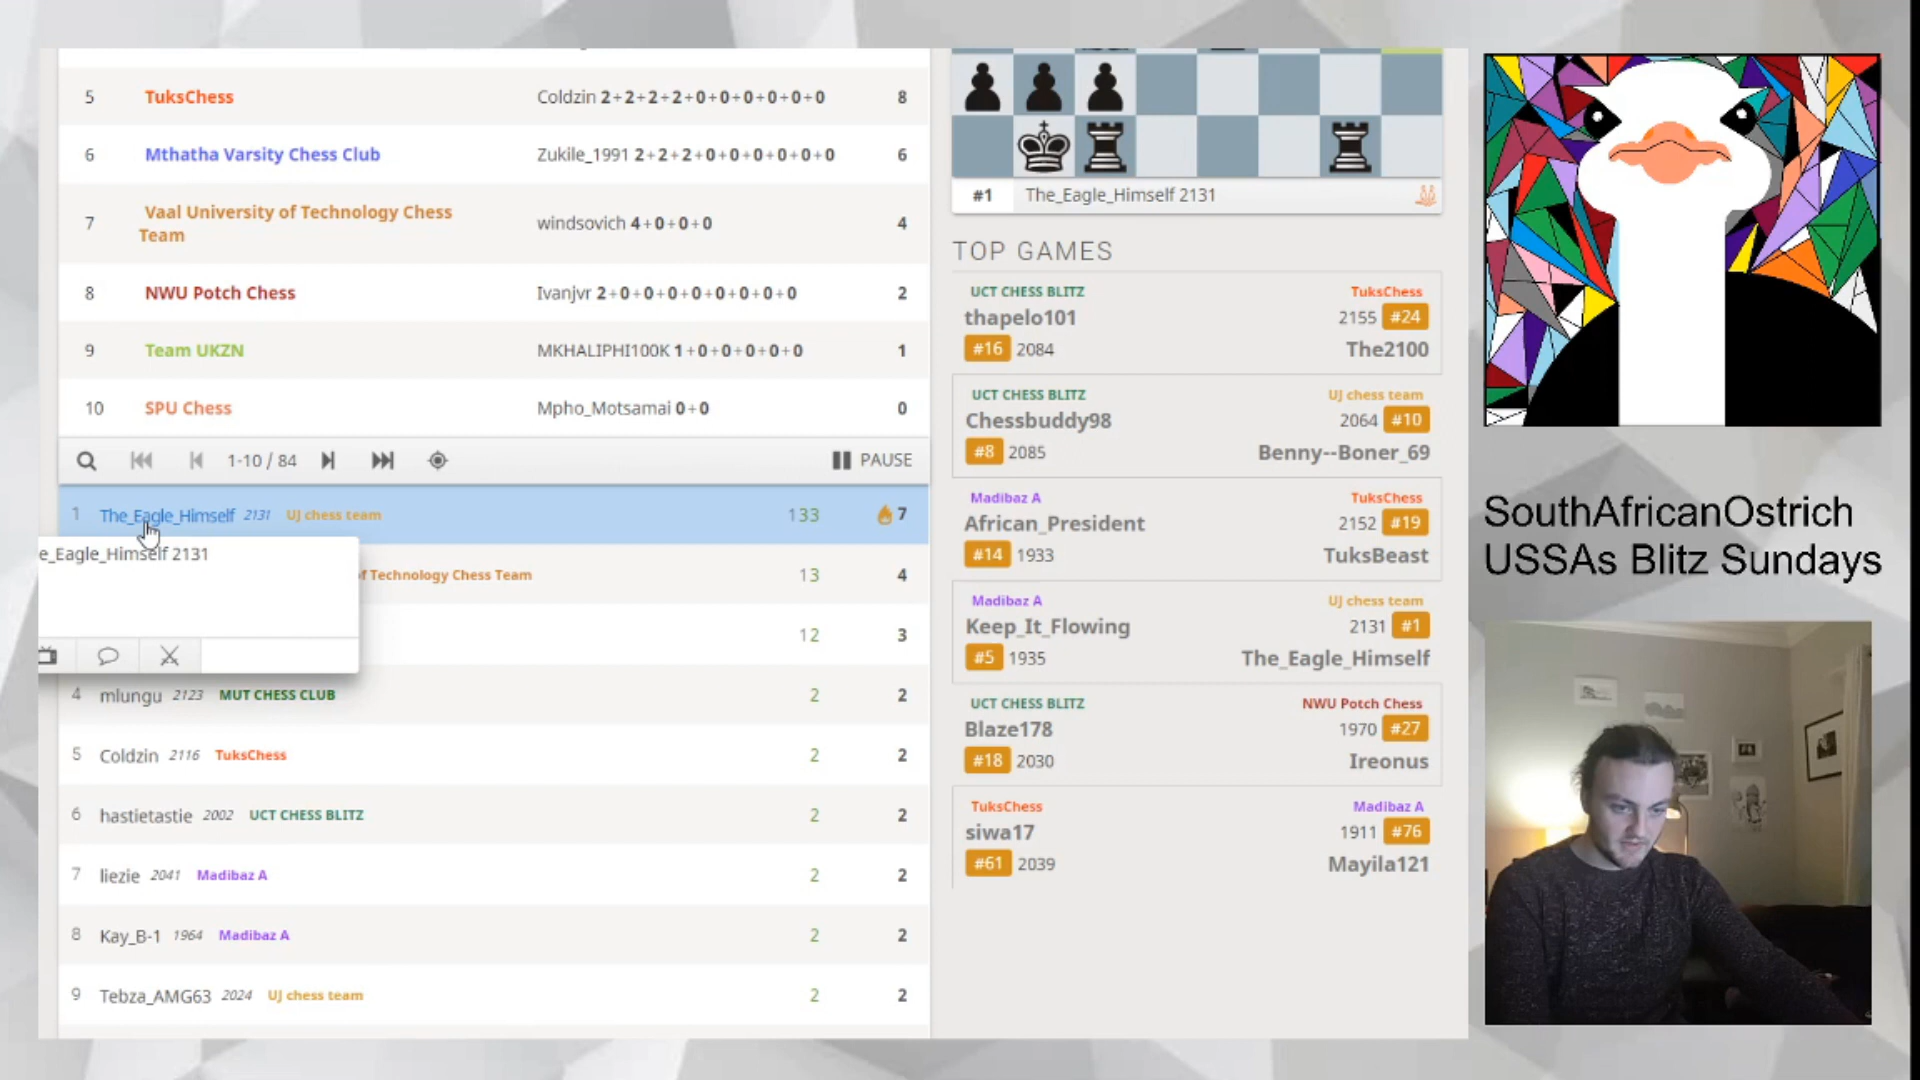 5 TuksChess Coldzin 2+2+2+2+0+0+0+0+0+0 8
6 Mthatha Varsity Chess Club Zukile_1991 2+2+2+0+0+0+0+0+0 6
7 Vaal University of Technology Chess Team windsovich 4+0+0+0 4
8 NWU Potch Chess Ivanjvr 2+0+0+0+0+0+0+0+0 2
9 Team UKZN MKHALIPHI100K 1+0+0+0+0+0 1
10 SPU Chess Mpho_Motsamai 0+0 0
1-10 / 84 PAUSE
1 The_Eagle_Himself 2131 UJ chess team 133 7
e_Eagle_Himself 2131
of Technology Chess Team 13 4
12 3
4 mlungu 2123 MUT CHESS CLUB 2 2
5 Coldzin 2116 TuksChess 2 2
6 hastietastie 2002 UCT CHESS BLITZ 2 2
7 liezie 2041 Madibaz A 2 2
8 Kay_B-1 1964 Madibaz A 2 2
9 Tebza_AMG63 2024 UJ chess team 2 2
#1 The_Eagle_Himself 2131
TOP GAMES
UCT CHESS BLITZ TuksChess
thapelo101 2155 #24
#16 2084 The2100
UCT CHESS BLITZ UJ chess team
Chessbuddy98 2064 #10
#8 2085 Benny--Boner_69
Madibaz A TuksChess
African_President 2152 #19
#14 1933 TuksBeast
Madibaz A UJ chess team
Keep_It_Flowing 2131 #1
#5 1935 The_Eagle_Himself
UCT CHESS BLITZ NWU Potch Chess
Blaze178 1970 #27
#18 2030 Ireonus
TuksChess Madibaz A
siwa17 1911 #76
#61 2039 Mayila121
SouthAfricanOstrich
USSAs Blitz Sundays